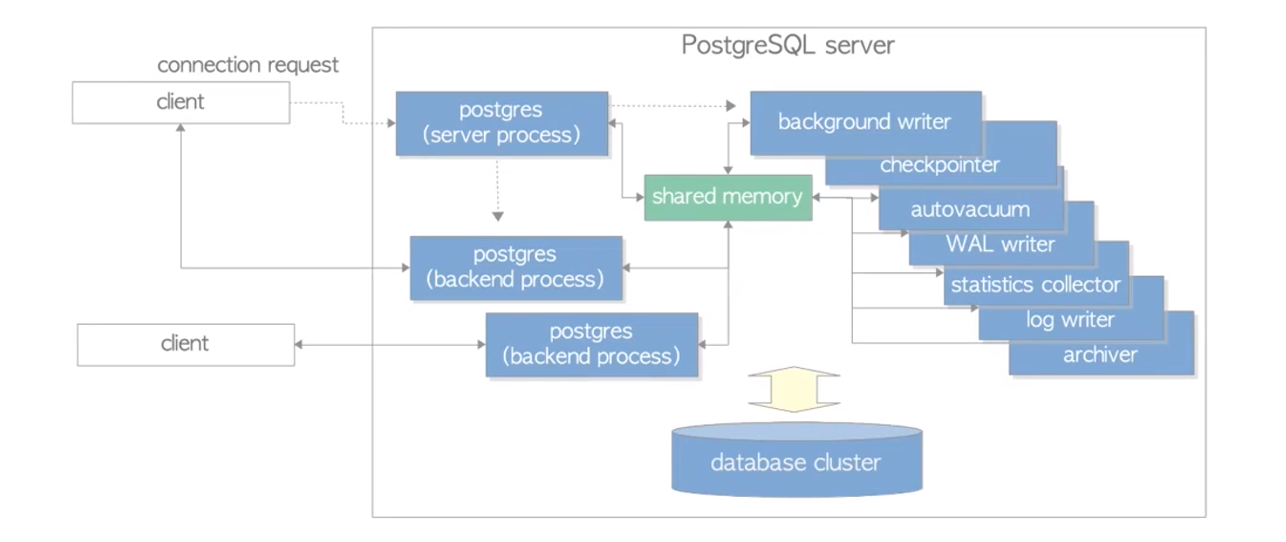 PostgreSQL server
connection request
client
postgres
(server process)
background writer
checkpointer
shared memory
autovacuum
WAL writer
postgres
(backend process)
statistics collector
log writer
client
postgres
(backend process)
archiver
database cluster